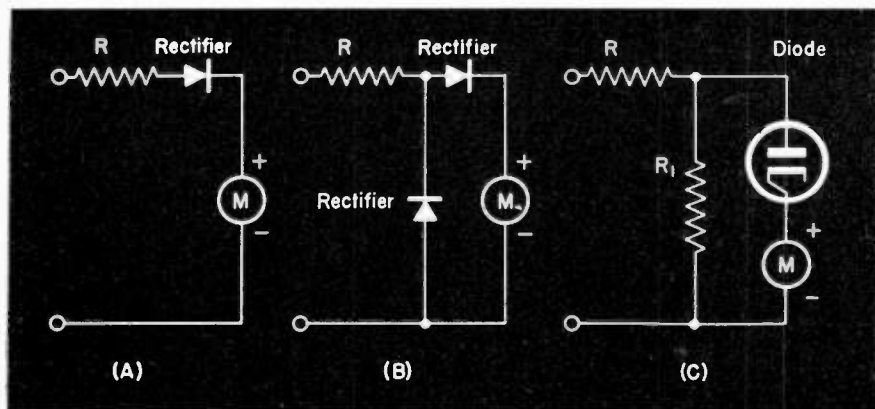 R Rectifier
+
M
-
(A)
R Rectifier
Rectifier
+
M
-
(B)
R Diode
R₁
+
M
-
(C)